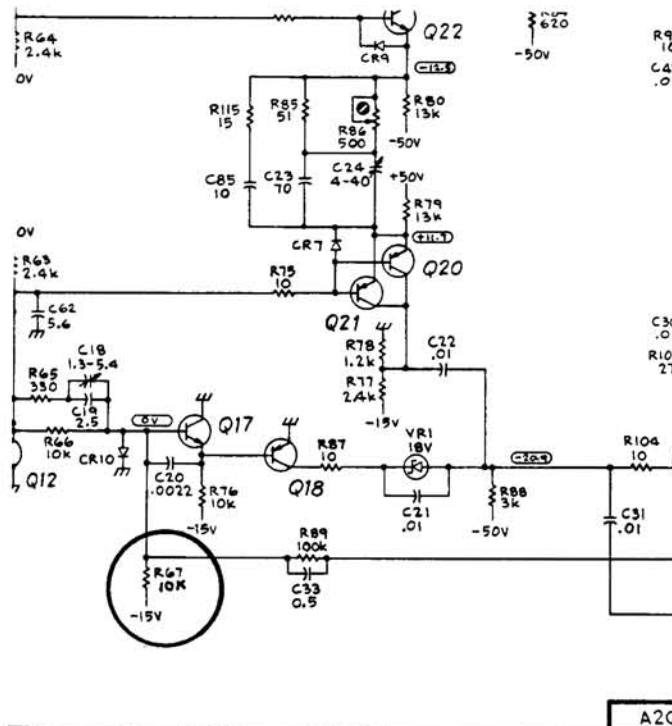 620
-50V
Q22
R64
2.4k
0V
CR9
-12.5
R115
15
R85
51
R86
500
R80
13k
-50V
C85
10
C23
70
C24
4-40
+50V
R79
13k
+11.9
0V
R63
2.4k
CR7
Q20
R75
10
Q21
C62
5.6
R78
1.2k
C22
.01
R77
2.4k
-15V
C18
1.3-5.4
R65
330
C19
2.5
0V
Q17
R66
10k
CR10
Q12
C20
.0022
R76
10k
-15V
Q18
R87
10
VR1
18V
C21
.01
-20.9
R88
3k
-50V
R104
10
C31
.01
R89
100k
C33
0.5
R67
10K
-15V